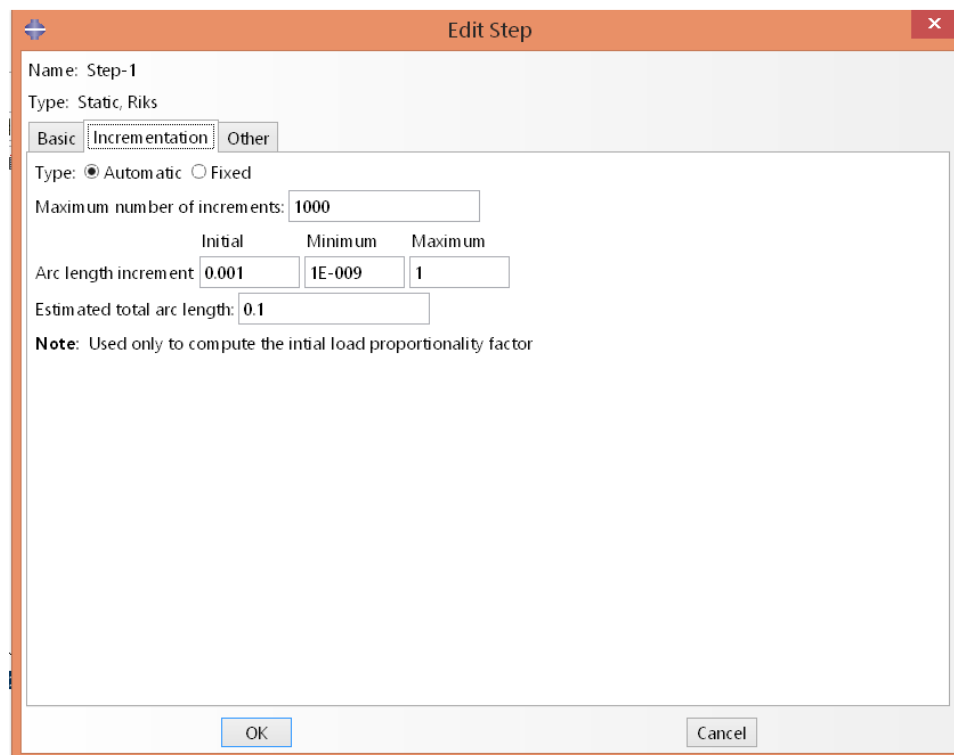 Edit Step
Name: Step-1
Type: Static, Riks
Basic Incrementation Other
Type: Automatic Fixed
Maximum number of increments: 1000
Initial Minimum Maximum
Arc length increment 0.001 1E-009 1
Estimated total arc length: 0.1
Note: Used only to compute the intial load proportionality factor
OK Cancel